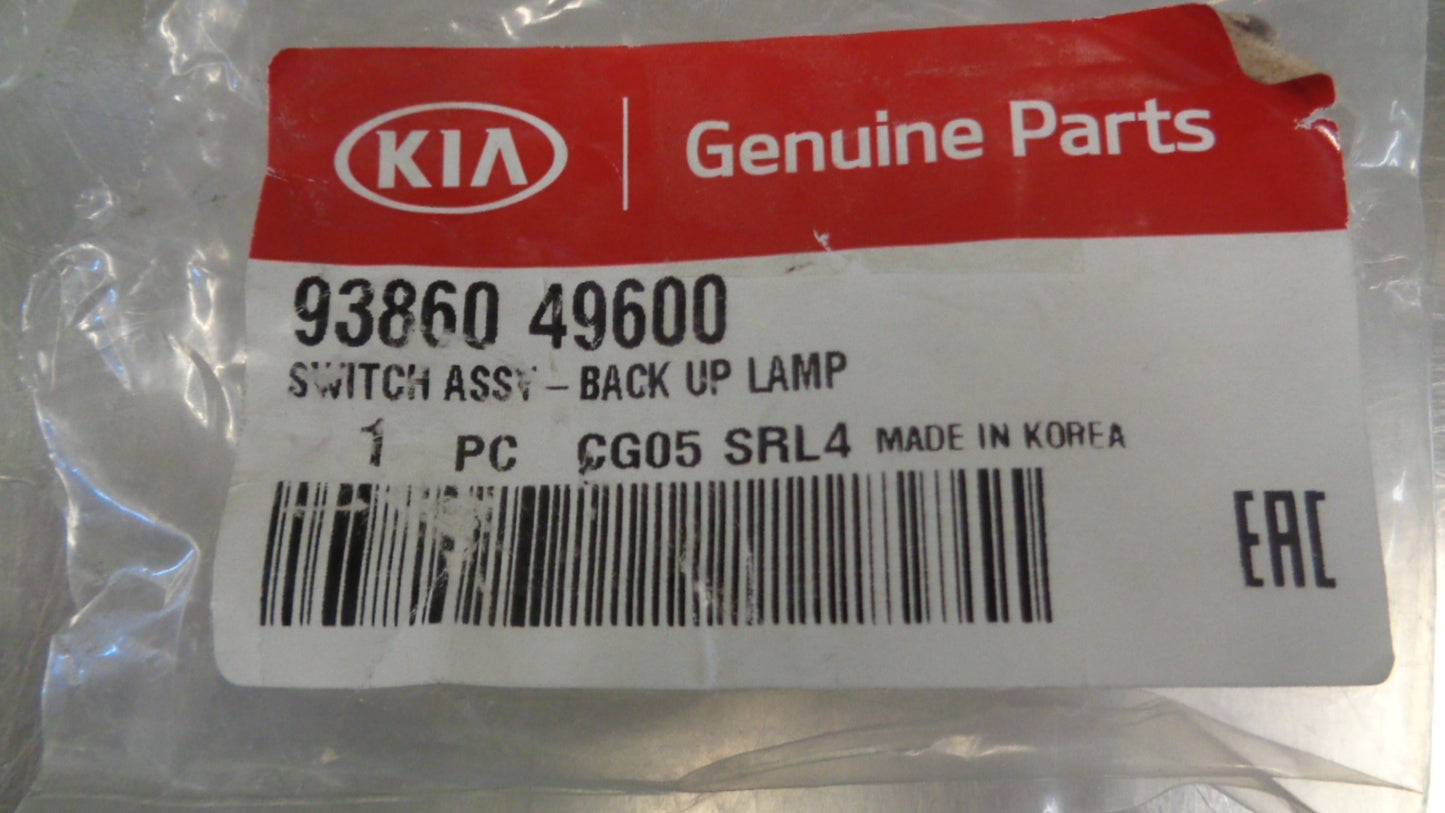 KIA Genuine Parts
93860 49600
SWITCH ASSY - BACK UP LAMP
1 PC CG05 SRL4 MADE IN KOREA
EAC